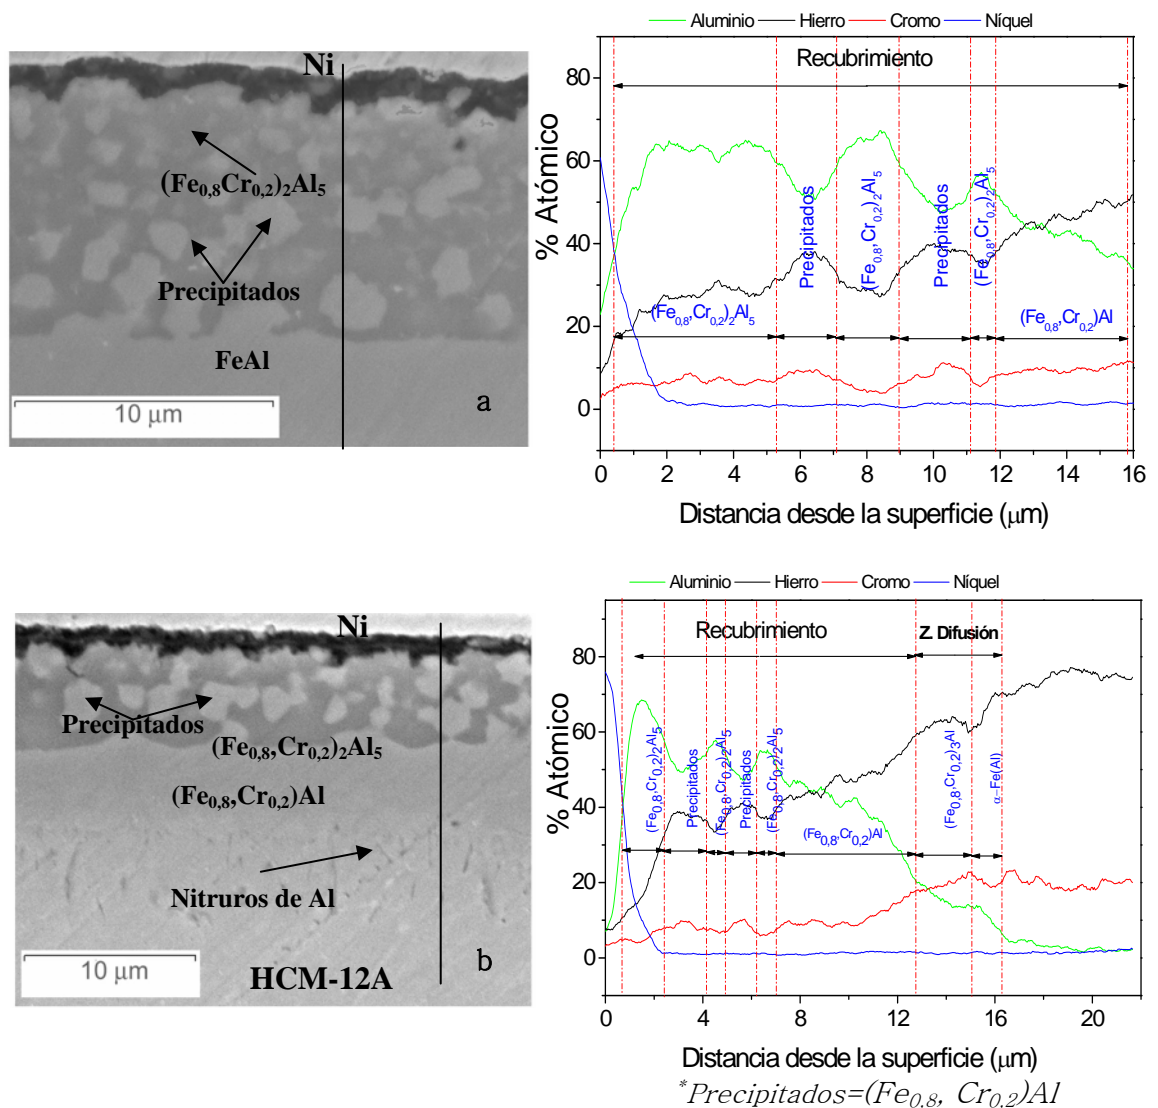 Aluminio Hierro Cromo Níquel
Ni
(Fe0,8Cr0,2)2Al5
Precipitados
FeAl
10 μm
a
% Atómico
80
60
40
20
0
Recubrimiento
(Fe0,8,Cr0,2)2Al5
Precipitados
(Fe0,8,Cr0,2)2Al5
Precipitados
(Fe0,8,Cr0,2)2Al5
(Fe0,8,Cr0,2)Al
0 2 4 6 8 10 12 14 16
Distancia desde la superficie (μm)
Aluminio Hierro Cromo Níquel
Ni
Precipitados
(Fe0,8,Cr0,2)2Al5
(Fe0,8,Cr0,2)Al
Nitruros de Al
10 μm
HCM-12A
b
% Atómico
80
60
40
20
0
Recubrimiento
Z. Difusión
(Fe0,8,Cr0,2)2Al5
Precipitados
(Fe0,8,Cr0,2)2Al5
Precipitados
(Fe0,8,Cr0,2)2Al5
(Fe0,8,Cr0,2)Al
(Fe0,8,Cr0,2)3Al
α-Fe(Al)
0 4 8 12 16 20
Distancia desde la superficie (μm)
*Precipitados=(Fe0,8, Cr0,2)Al